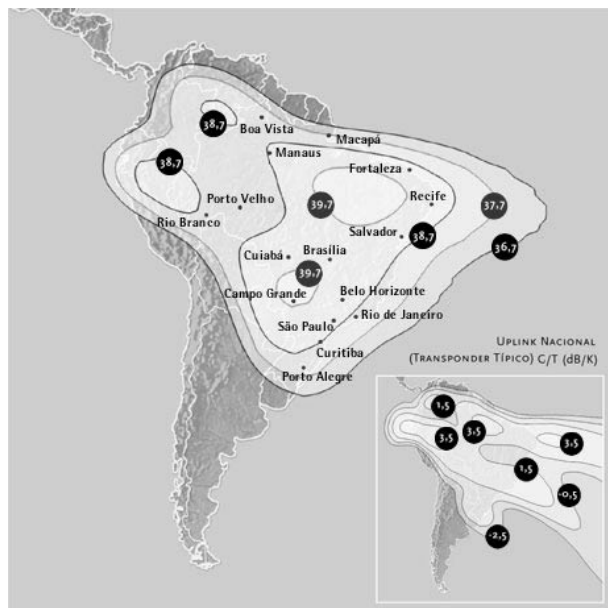 38,7
Boa Vista
Macapá
Manaus
38,7
Fortaleza
Porto Velho
39,7
Recife
37,7
Rio Branco
Salvador
38,7
36,7
Cuiabá
Brasília
39,7
Campo Grande
Belo Horizonte
São Paulo
Rio de Janeiro
Curitiba
Porto Alegre
Uplink Nacional
(Transponder Típico) C/T (dB/K)
1,5
3,5
3,5
3,5
1,5
-0,5
-2,5